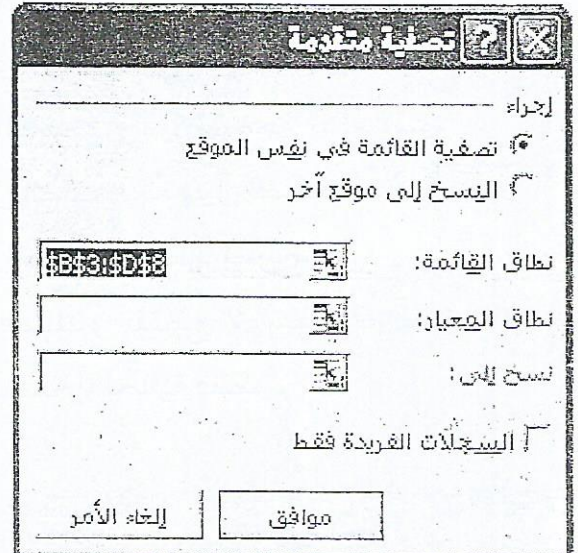 تصفية متقدمة
إجراء
تصفية القائمة في نفس الموقع
النسخ إلى موقع آخر
نطاق القائمة: $B$3:$D$8
نطاق المعيار:
نسخ إلى:
السجلات الفريدة فقط
موافق
إلغاء الأمر